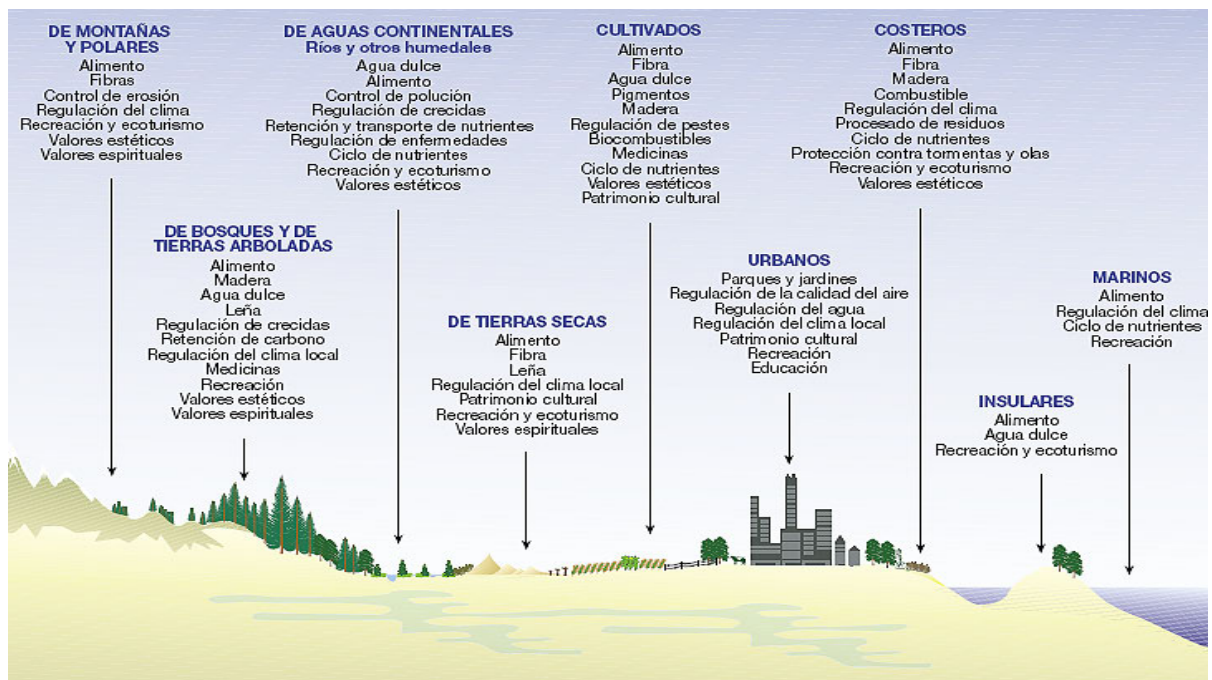 DE MONTAÑAS
Y POLARES
Alimento
Fibras
Control de erosión
Regulación del clima
Recreación y ecoturismo
Valores estéticos
Valores espirituales
DE AGUAS CONTINENTALES
Ríos y otros humedales
Agua dulce
Alimento
Control de polución
Regulación de crecidas
Retención y transporte de nutrientes
Regulación de enfermedades
Ciclo de nutrientes
Recreación y ecoturismo
Valores estéticos
CULTIVADOS
Alimento
Fibra
Agua dulce
Pigmentos
Madera
Regulación de pestes
Biocombustibles
Medicinas
Ciclo de nutrientes
Valores estéticos
Patrimonio cultural
COSTEROS
Alimento
Fibra
Madera
Combustible
Regulación del clima
Procesado de residuos
Ciclo de nutrientes
Protección contra tormentas y olas
Recreación y ecoturismo
Valores estéticos
DE BOSQUES Y DE
TIERRAS ARBOLADAS
Alimento
Madera
Agua dulce
Leña
Regulación de crecidas
Retención de carbono
Regulación del clima local
Medicinas
Recreación
Valores estéticos
Valores espirituales
DE TIERRAS SECAS
Alimento
Fibra
Leña
Regulación del clima local
Patrimonio cultural
Recreación y ecoturismo
Valores espirituales
URBANOS
Parques y jardines
Regulación de la calidad del aire
Regulación del agua
Regulación del clima local
Patrimonio cultural
Recreación
Educación
MARINOS
Alimento
Regulación del clima
Ciclo de nutrientes
Recreación
INSULARES
Alimento
Agua dulce
Recreación y ecoturismo